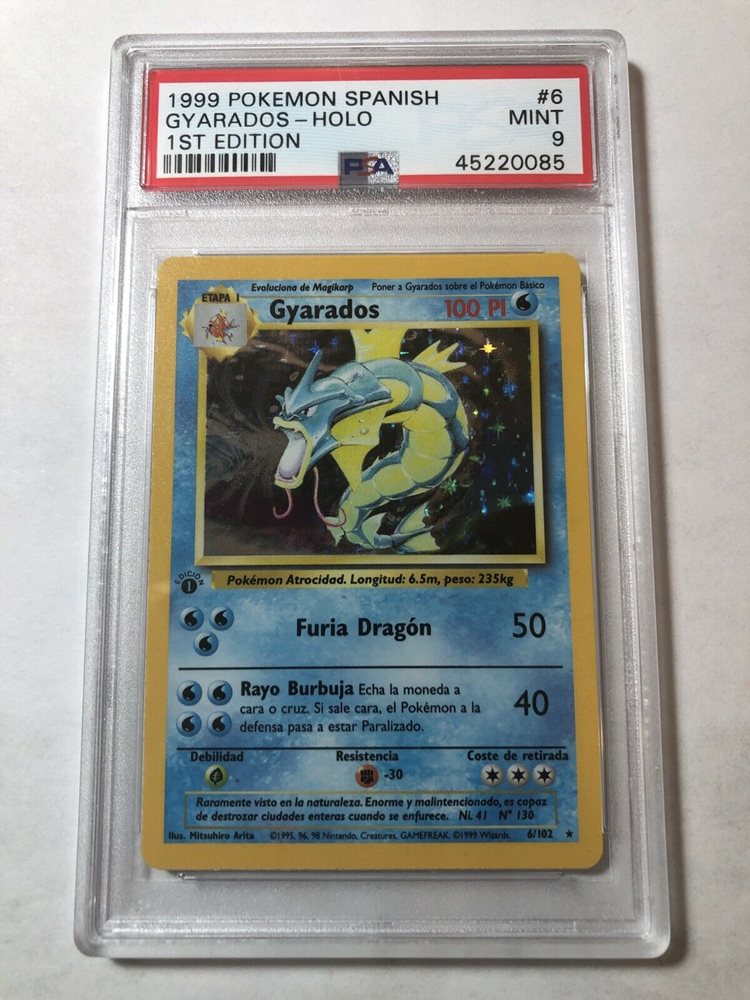 1999 POKEMON SPANISH #6
GYARADOS - HOLO MINT
1ST EDITION 9
PSA 45220085
Evoluciona de Magikarp Poner a Gyarados sobre el Pokémon Básico
ETAPA 1
Gyarados 100 PI
Pokémon Atrocidad. Longitud: 6.5m, peso: 235kg
EDICIÓN
1
Furia Dragón 50
Rayo Burbuja Echa la moneda a
cara o cruz. Si sale cara, el Pokémon a la 40
defensa pasa a estar Paralizado.
Debilidad Resistencia Coste de retirada
-30
Raramente visto en la naturaleza. Enorme y malintencionado, es capaz
de destrozar ciudades enteras cuando se enfurece. Ni. 41 Nº 130
Ilus. Mitsuhiro Arita ©1995, 96, 98 Nintendo, Creatures, GAMEFREAK. ©1999 Wizards. 6/102 ★